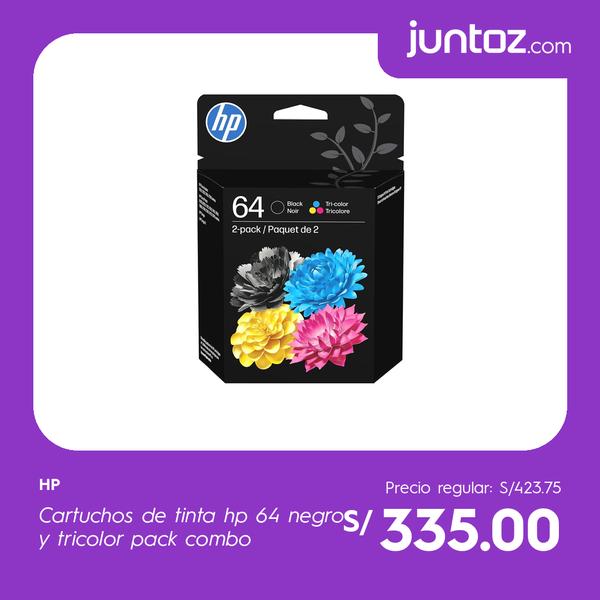 juntoz.com
hp
64 Black Noir Tri-color Tricolore
2-pack / Paquet de 2
HP
Cartuchos de tinta hp 64 negro
y tricolor pack combo
Precio regular: S/423.75
S/ 335.00